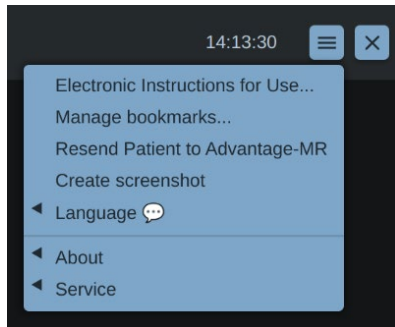 14:13:30
Electronic Instructions for Use...
Manage bookmarks...
Resend Patient to Advantage-MR
Create screenshot
Language 💬
About
Service